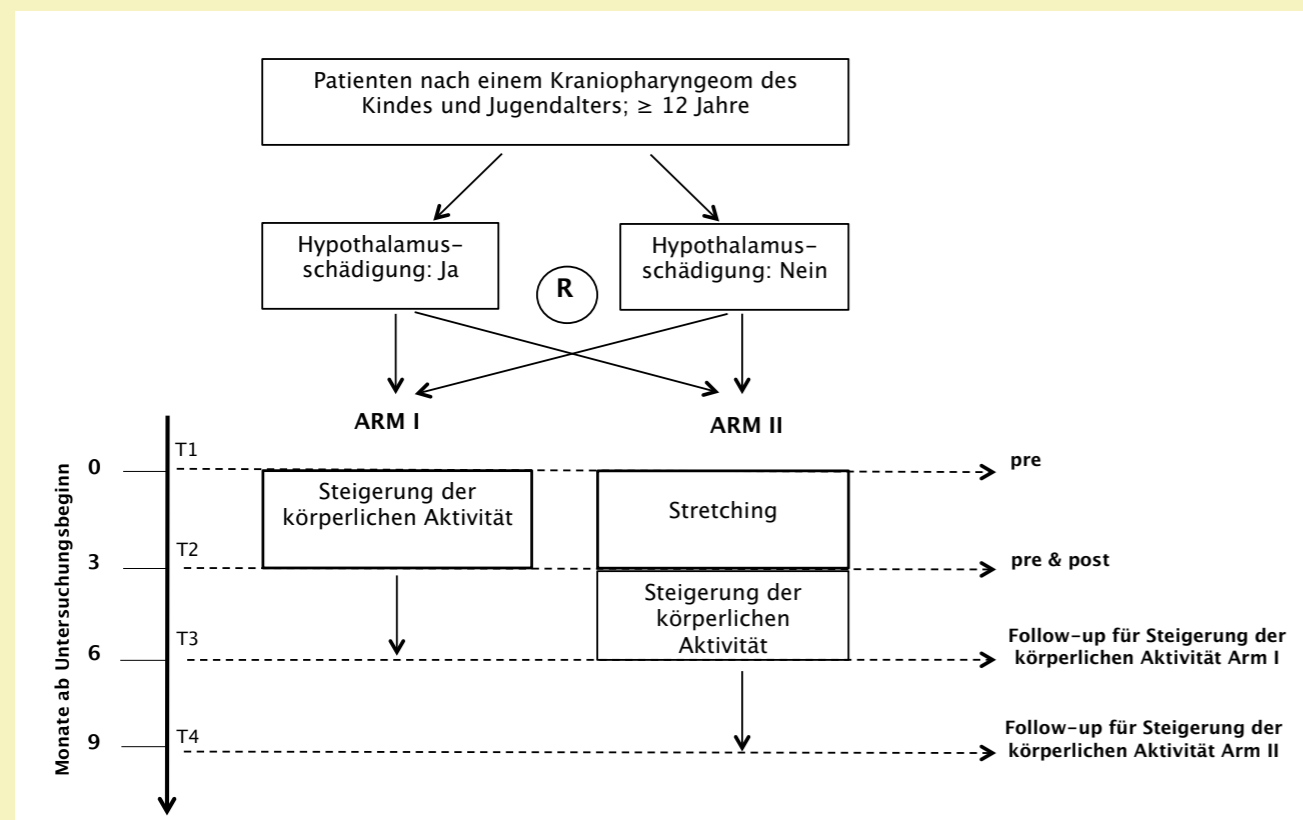 Patienten nach einem Kraniopharyngeom des
Kindes und Jugendalters; ≥ 12 Jahre
Hypothalamus-
schädigung: Ja
Hypothalamus-
schädigung: Nein
R
ARM I
ARM II
Monate ab Untersuchungsbeginn
0
T1
pre
Steigerung der
körperlichen Aktivität
Stretching
3
T2
pre & post
Steigerung der
körperlichen
Aktivität
6
T3
Follow-up für Steigerung der
körperlichen Aktivität Arm I
9
T4
Follow-up für Steigerung der
körperlichen Aktivität Arm II